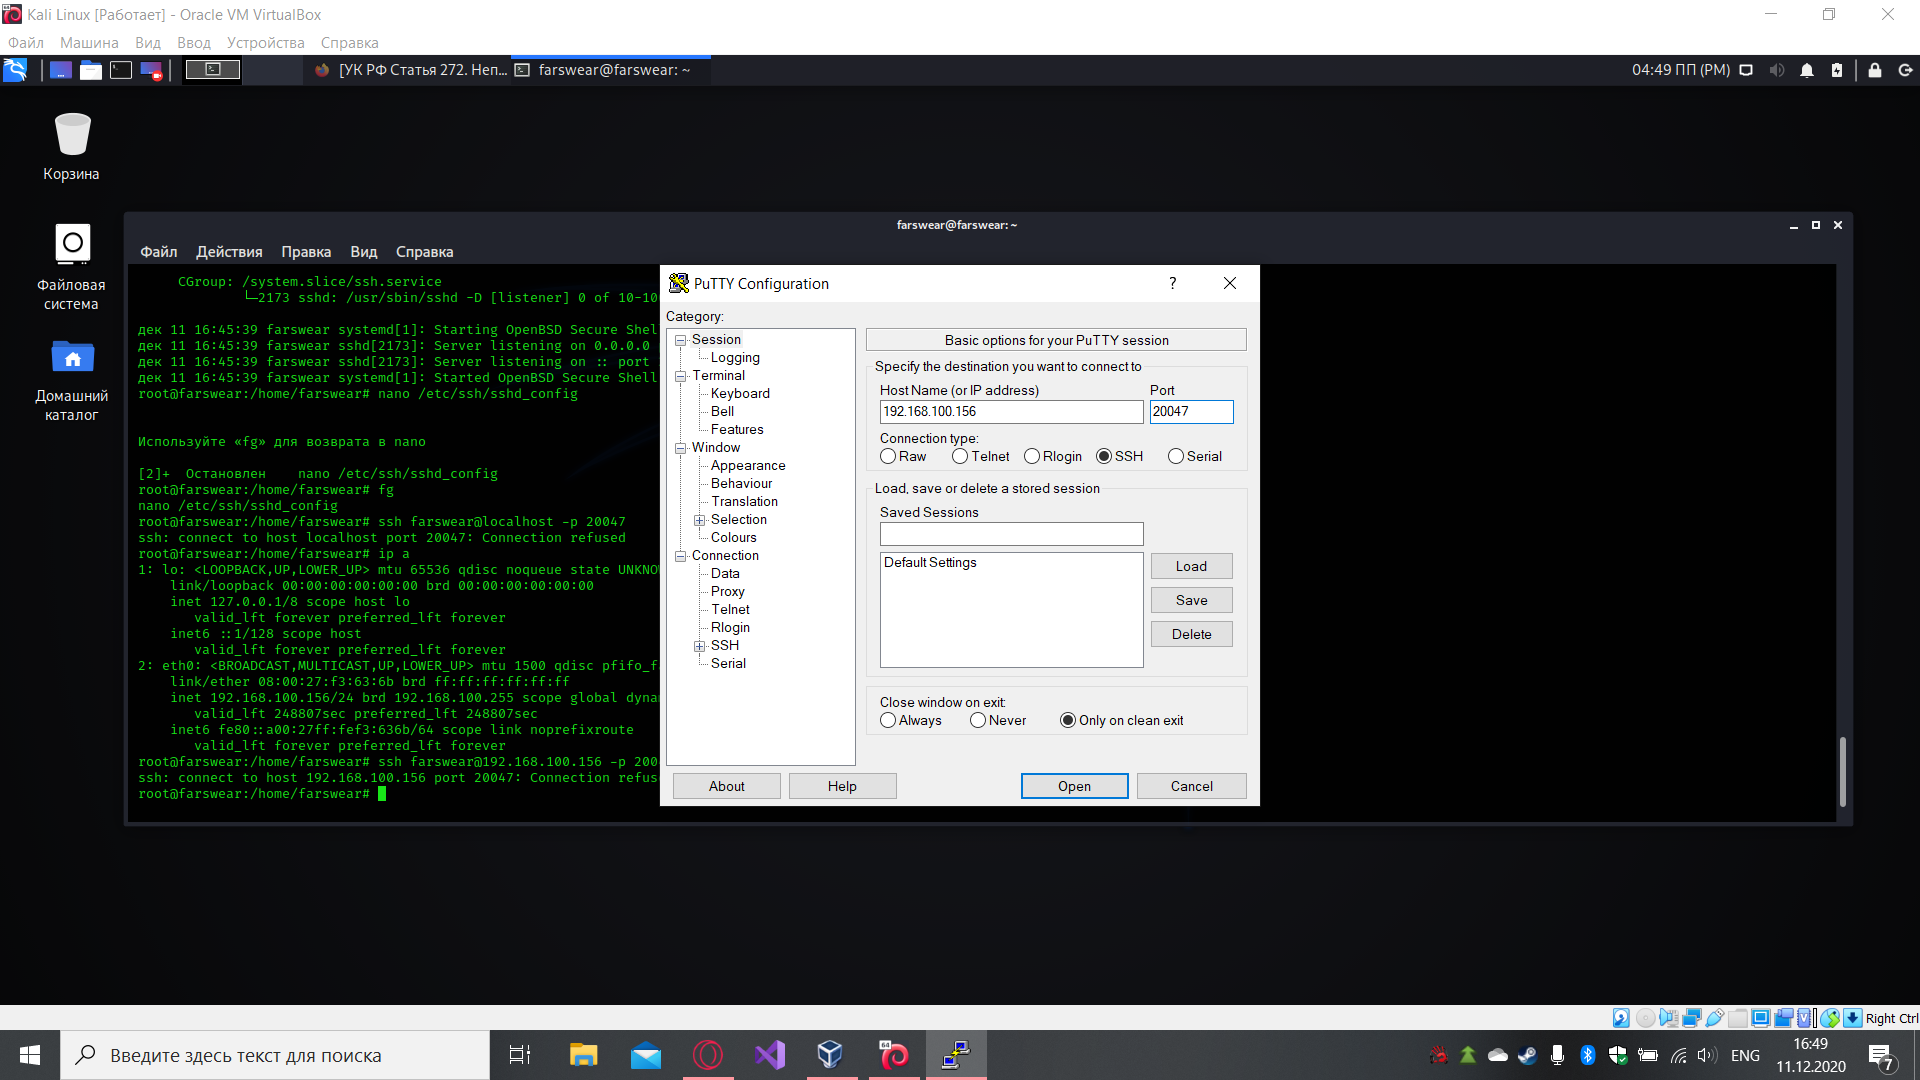 Kali Linux [Работает] - Oracle VM VirtualBox
Файл Машина Вид Ввод Устройства Справка
[УК РФ Статья 272. Неп...
farswear@farswear: ~
04:49 ПП (PM)
Корзина
Файловая
система
Домашний
каталог
farswear@farswear: ~
Файл Действия Правка Вид Справка
CGroup: /system.slice/ssh.service
└─2173 sshd: /usr/sbin/sshd -D [listener] 0 of 10-10
дек 11 16:45:39 farswear systemd[1]: Starting OpenBSD Secure Shel
дек 11 16:45:39 farswear sshd[2173]: Server listening on 0.0.0.0
дек 11 16:45:39 farswear sshd[2173]: Server listening on :: port
дек 11 16:45:39 farswear systemd[1]: Started OpenBSD Secure Shell
root@farswear:/home/farswear# nano /etc/ssh/sshd_config
Используйте «fg» для возврата в nano
[2]+ Остановлен nano /etc/ssh/sshd_config
root@farswear:/home/farswear# fg
nano /etc/ssh/sshd_config
root@farswear:/home/farswear# ssh farswear@localhost -p 20047
ssh: connect to host localhost port 20047: Connection refused
root@farswear:/home/farswear# ip a
1: lo: <LOOPBACK,UP,LOWER_UP> mtu 65536 qdisc noqueue state UNKNOW
link/loopback 00:00:00:00:00:00 brd 00:00:00:00:00:00
inet 127.0.0.1/8 scope host lo
valid_lft forever preferred_lft forever
inet6 ::1/128 scope host
valid_lft forever preferred_lft forever
2: eth0: <BROADCAST,MULTICAST,UP,LOWER_UP> mtu 1500 qdisc pfifo_f
link/ether 08:00:27:f3:63:6b brd ff:ff:ff:ff:ff:ff
inet 192.168.100.156/24 brd 192.168.100.255 scope global dyna
valid_lft 248807sec preferred_lft 248807sec
inet6 fe80::a00:27ff:fef3:636b/64 scope link noprefixroute
valid_lft forever preferred_lft forever
root@farswear:/home/farswear# ssh farswear@192.168.100.156 -p 200
ssh: connect to host 192.168.100.156 port 20047: Connection refus
root@farswear:/home/farswear#
PuTTY Configuration
?
Category:
Session
Logging
Terminal
Keyboard
Bell
Features
Window
Appearance
Behaviour
Translation
Selection
Colours
Connection
Data
Proxy
Telnet
Rlogin
SSH
Serial
Basic options for your PuTTY session
Specify the destination you want to connect to
Host Name (or IP address) Port
192.168.100.156 20047
Connection type:
Raw Telnet Rlogin SSH Serial
Load, save or delete a stored session
Saved Sessions
Default Settings
Load
Save
Delete
Close window on exit:
Always Never Only on clean exit
About Help Open Cancel
Right Ctrl
Введите здесь текст для поиска
64
ENG
16:49
11.12.2020
7